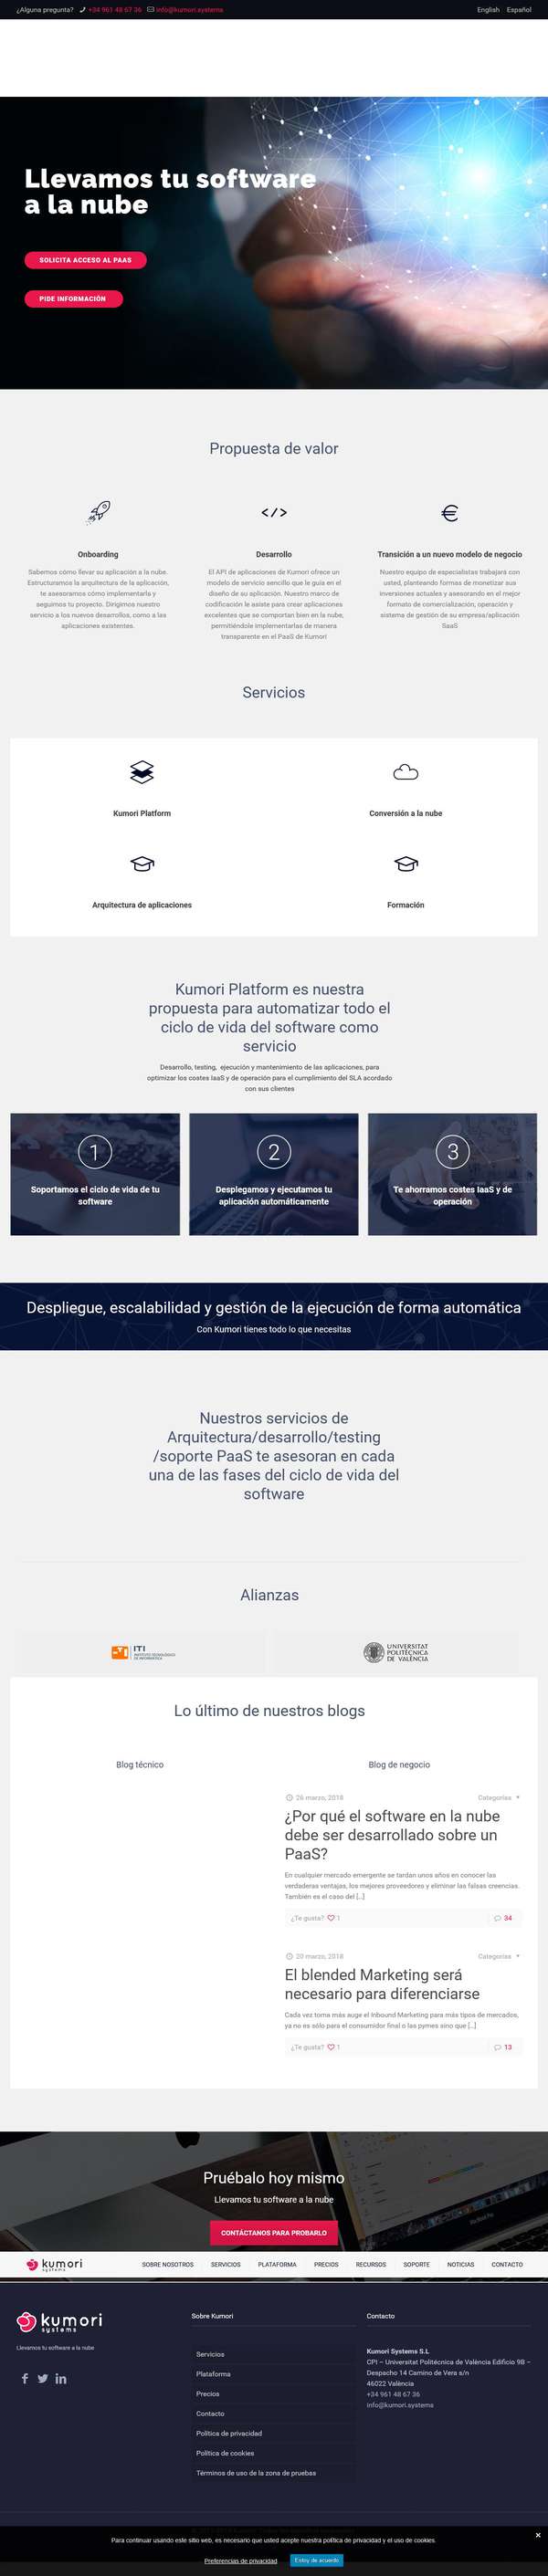 ¿Alguna pregunta? +34 961 48 67 36 info@kumori.systems
English Español
Llevamos tu software
a la nube
SOLICITA ACCESO AL PAAS
PIDE INFORMACIÓN
Propuesta de valor
Onboarding
Sabemos cómo llevar su aplicación a la nube.
Estructuramos la arquitectura de la aplicación,
te asesoramos cómo implementarla y
seguimos tu proyecto. Dirigimos nuestro
servicio a los nuevos desarrollos, como a las
aplicaciones existentes.
Desarrollo
El API de aplicaciones de Kumori ofrece un
modelo de servicio sencillo que le guía en el
diseño de su aplicación. Nuestro marco de
codificación le asiste para crear aplicaciones
excelentes que se comportan bien en la nube,
permitiéndole implementarlas de manera
transparente en el PaaS de Kumori
Transición a un nuevo modelo de negocio
Nuestro equipo de especialistas trabajará con
usted, planteando formas de monetizar sus
inversiones actuales y asesorando en el mejor
formato de comercialización, operación y
sistema de gestión de su empresa/aplicación
SaaS
Servicios
Kumori Platform
Conversión a la nube
Arquitectura de aplicaciones
Formación
Kumori Platform es nuestra
propuesta para automatizar todo el
ciclo de vida del software como
servicio
Desarrollo, testing, ejecución y mantenimiento de las aplicaciones, para
optimizar los costes IaaS y de operación para el cumplimiento del SLA acordado
con sus clientes
1
Soportamos el ciclo de vida de tu
software
2
Desplegamos y ejecutamos tu
aplicación automáticamente
3
Te ahorramos costes IaaS y de
operación
Despliegue, escalabilidad y gestión de la ejecución de forma automática
Con Kumori tienes todo lo que necesitas
Nuestros servicios de
Arquitectura/desarrollo/testing
/soporte PaaS te asesoran en cada
una de las fases del ciclo de vida del
software
Alianzas
ITI
INSTITUTO TECNOLÓGICO
DE INFORMÁTICA
UNIVERSITAT
POLITÈCNICA
DE VALÈNCIA
Lo último de nuestros blogs
Blog técnico
Blog de negocio
26 marzo, 2018 Categorías
¿Por qué el software en la nube
debe ser desarrollado sobre un
PaaS?
En cualquier mercado emergente se tardan unos años en conocer las
verdaderas ventajas, los mejores proveedores y eliminar las falsas creencias.
También es el caso del [...]
¿Te gusta? 1 34
20 marzo, 2018 Categorías
El blended Marketing será
necesario para diferenciarse
Cada vez toma más auge el Inbound Marketing para más tipos de mercados,
ya no es sólo para el consumidor final o las pymes sino que [...]
¿Te gusta? 1 13
Pruébalo hoy mismo
Llevamos tu software a la nube
CONTÁCTANOS PARA PROBARLO
kumori
systems
SOBRE NOSOTROS SERVICIOS PLATAFORMA PRECIOS RECURSOS SOPORTE NOTICIAS CONTACTO
kumori
systems
Llevamos tu software a la nube
Sobre Kumori
Servicios
Plataforma
Precios
Contacto
Política de privacidad
Política de cookies
Términos de uso de la zona de pruebas
Contacto
Kumori Systems S.L.
CPI – Universitat Politècnica de València Edificio 9B –
Despacho 14 Camino de Vera s/n
46022 València
+34 961 48 67 36
info@kumori.systems
Para continuar usando este sitio web, es necesario que usted acepte nuestra política de privacidad y el uso de cookies.
Preferencias de privacidad
Estoy de acuerdo